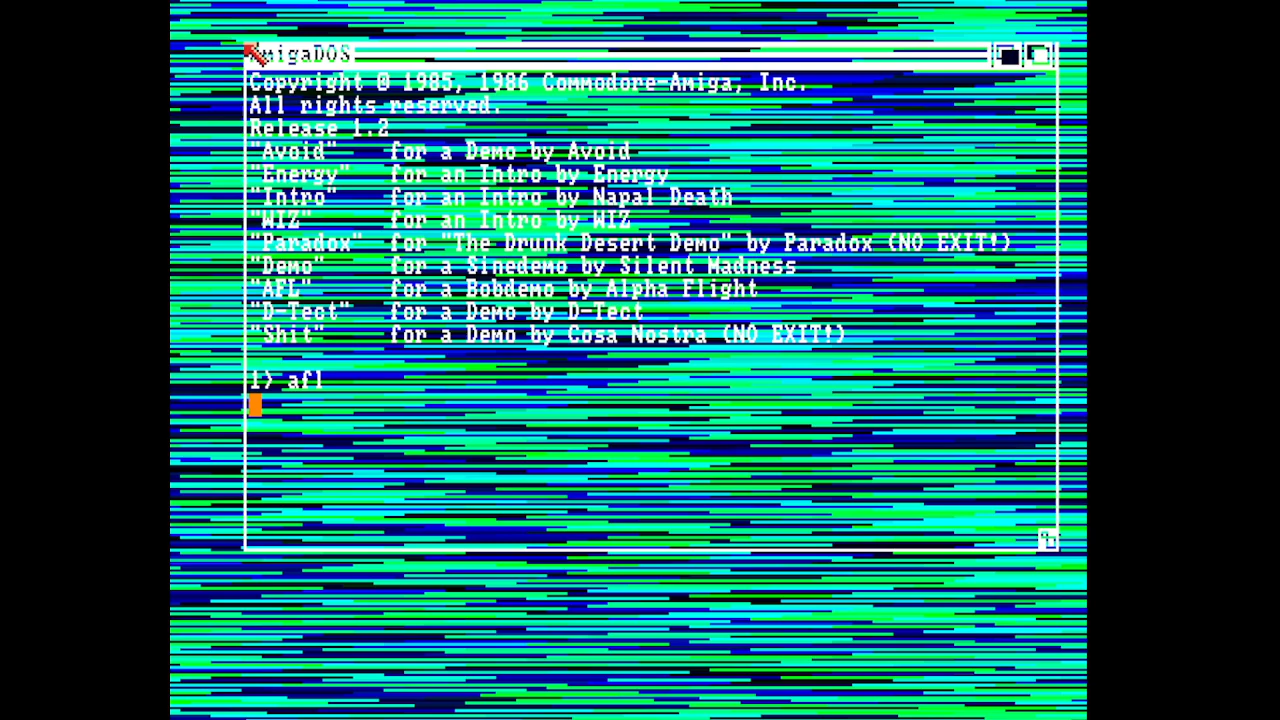 AmigaDOS
Copyright © 1985, 1986 Commodore-Amiga, Inc.
All rights reserved.
Release 1.2
"Avoid"    for a Demo by Avoid
"Energy"   for an Intro by Energy
"Intro"    for an Intro by Napal Death
"WIZ"      for an Intro by WIZ
"Paradox"  for "The Drunk Desert Demo" by Paradox (NO EXIT!)
"Demo"     for a Sinedemo by Silent Madness
"AFL"      for a Bobdemo by Alpha Flight
"D-Tect"   for a Demo by D-Tect
"Shit"     for a Demo by Cosa Nostra (NO EXIT!)
1> afl